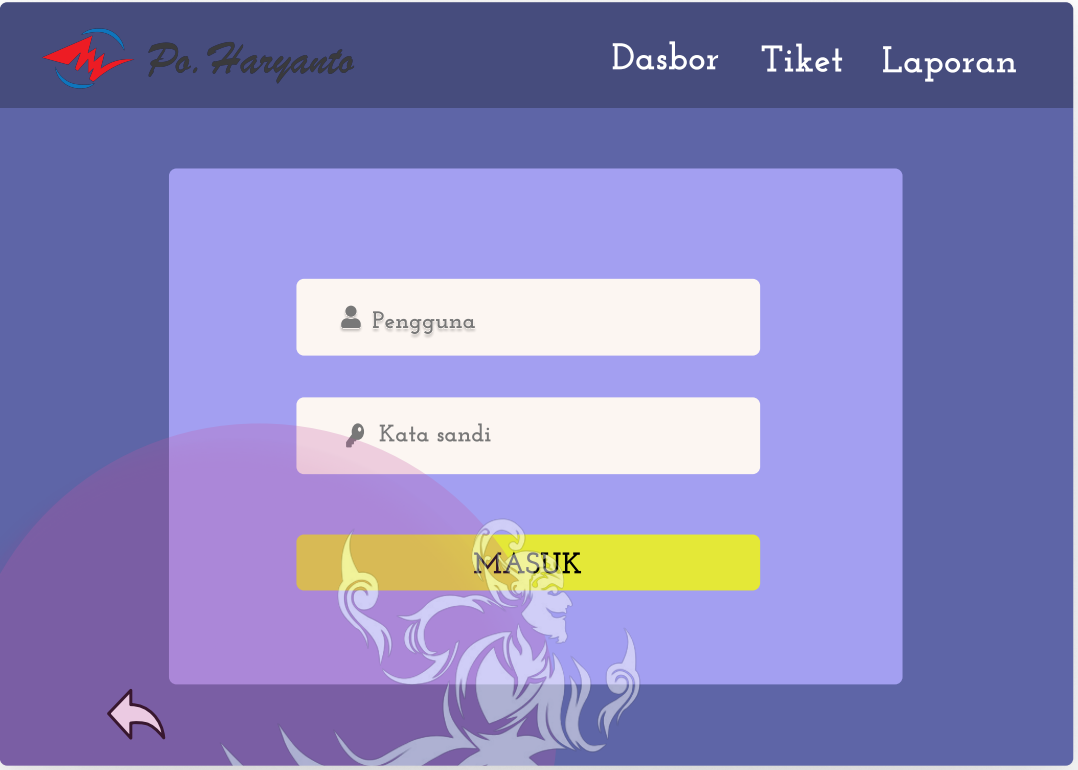 Po. Haryanto
Dasbor Tiket Laporan
Pengguna
Kata sandi
MASUK